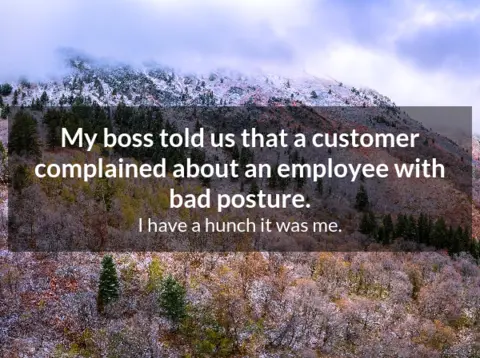 My boss told us that a customer
complained about an employee with
bad posture.
I have a hunch it was me.